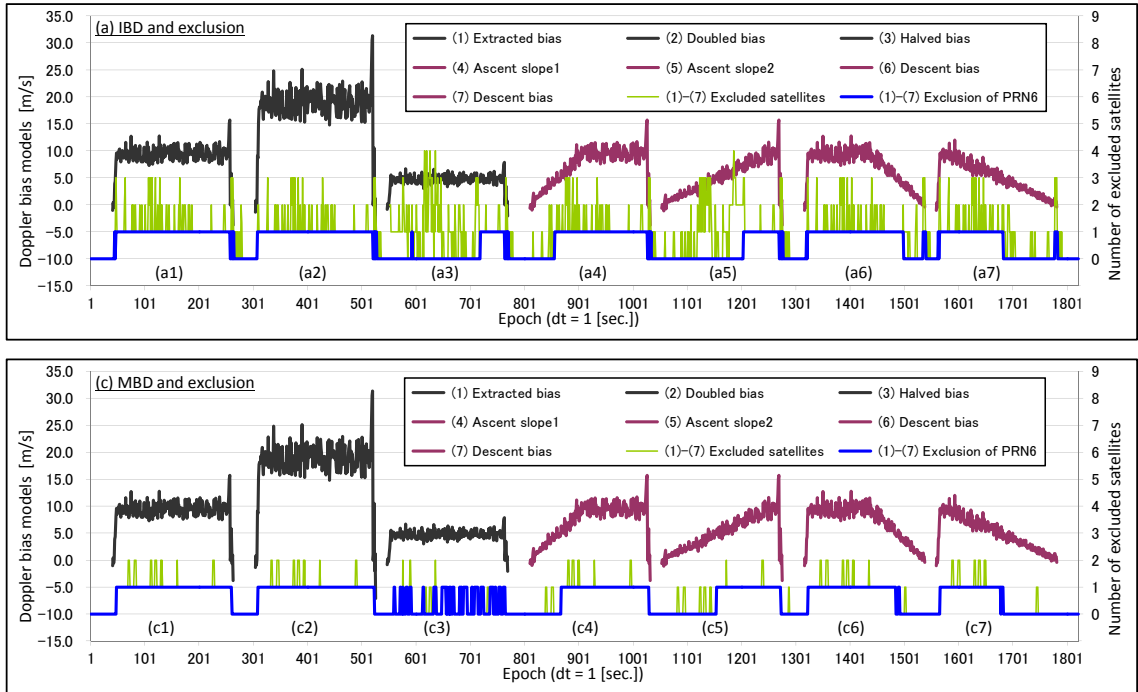 (a) IBD and exclusion
(1) Extracted bias (2) Doubled bias (3) Halved bias
(4) Ascent slope1 (5) Ascent slope2 (6) Descent bias
(7) Descent bias (1)-(7) Excluded satellites (1)-(7) Exclusion of PRN6
Doppler bias models [m/s]
35.0
30.0
25.0
20.0
15.0
10.0
5.0
0.0
−5.0
−10.0
−15.0
9
8
7
6
5
4
3
2
1
0
Number of excluded satellites
(a1) (a2) (a3) (a4) (a5) (a6) (a7)
1 101 201 301 401 501 601 701 801 901 1001 1101 1201 1301 1401 1501 1601 1701 1801
Epoch (dt = 1 [sec.])
(c) MBD and exclusion
(1) Extracted bias (2) Doubled bias (3) Halved bias
(4) Ascent slope1 (5) Ascent slope2 (6) Descent bias
(7) Descent bias (1)-(7) Excluded satellites (1)-(7) Exclusion of PRN6
Doppler bias models [m/s]
35.0
30.0
25.0
20.0
15.0
10.0
5.0
0.0
−5.0
−10.0
−15.0
9
8
7
6
5
4
3
2
1
0
Number of excluded satellites
(c1) (c2) (c3) (c4) (c5) (c6) (c7)
1 101 201 301 401 501 601 701 801 901 1001 1101 1201 1301 1401 1501 1601 1701 1801
Epoch (dt = 1 [sec.])